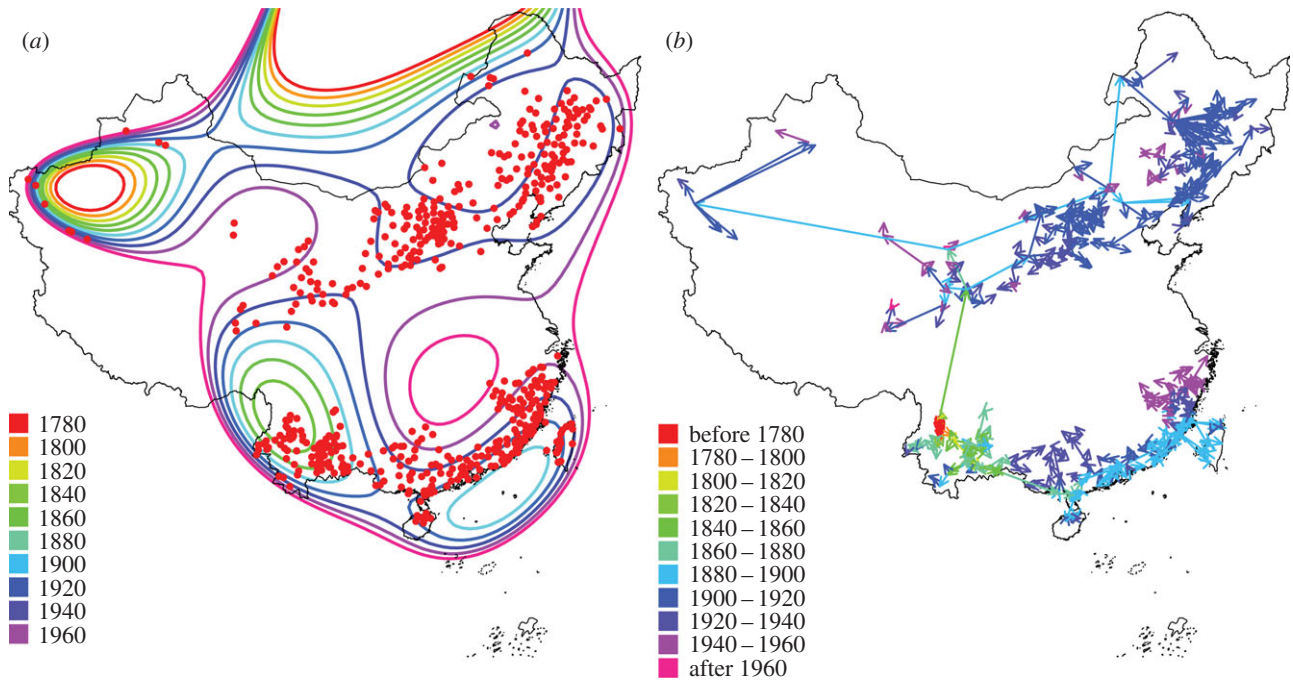 (a)
1780
1800
1820
1840
1860
1880
1900
1920
1940
1960
(b)
before 1780
1780 – 1800
1800 – 1820
1820 – 1840
1840 – 1860
1860 – 1880
1880 – 1900
1900 – 1920
1920 – 1940
1940 – 1960
after 1960